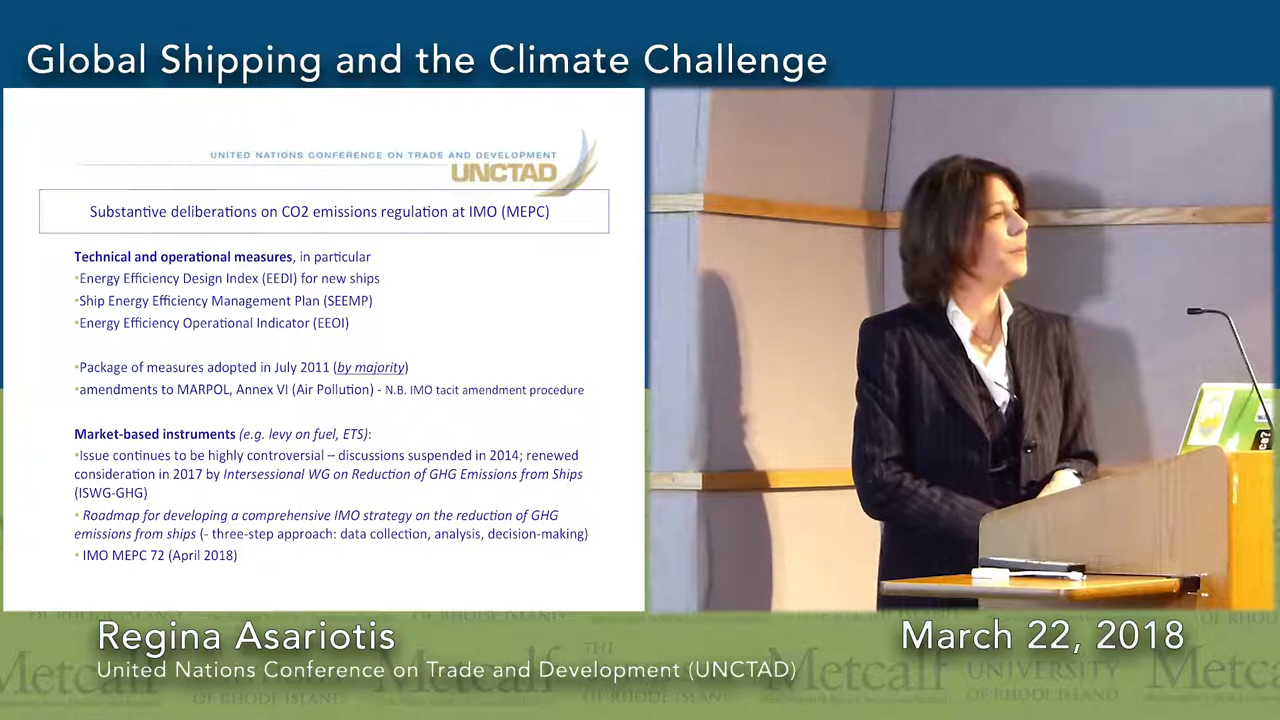 Global Shipping and the Climate Challenge
UNITED NATIONS CONFERENCE ON TRADE AND DEVELOPMENT
UNCTAD
Substantive deliberations on CO2 emissions regulation at IMO (MEPC)
Technical and operational measures, in particular
•Energy Efficiency Design Index (EEDI) for new ships
•Ship Energy Efficiency Management Plan (SEEMP)
•Energy Efficiency Operational Indicator (EEOI)
•Package of measures adopted in July 2011 (by majority)
•amendments to MARPOL, Annex VI (Air Pollution) - N.B. IMO tacit amendment procedure
Market-based instruments (e.g. levy on fuel, ETS):
•Issue continues to be highly controversial – discussions suspended in 2014; renewed
consideration in 2017 by Intersessional WG on Reduction of GHG Emissions from Ships
(ISWG-GHG)
• Roadmap for developing a comprehensive IMO strategy on the reduction of GHG
emissions from ships (- three-step approach: data collection, analysis, decision-making)
• IMO MEPC 72 (April 2018)
Regina Asariotis
March 22, 2018
United Nations Conference on Trade and Development (UNCTAD)
THE
Metcalf
UNIVERSITY
OF RHODE ISLAND